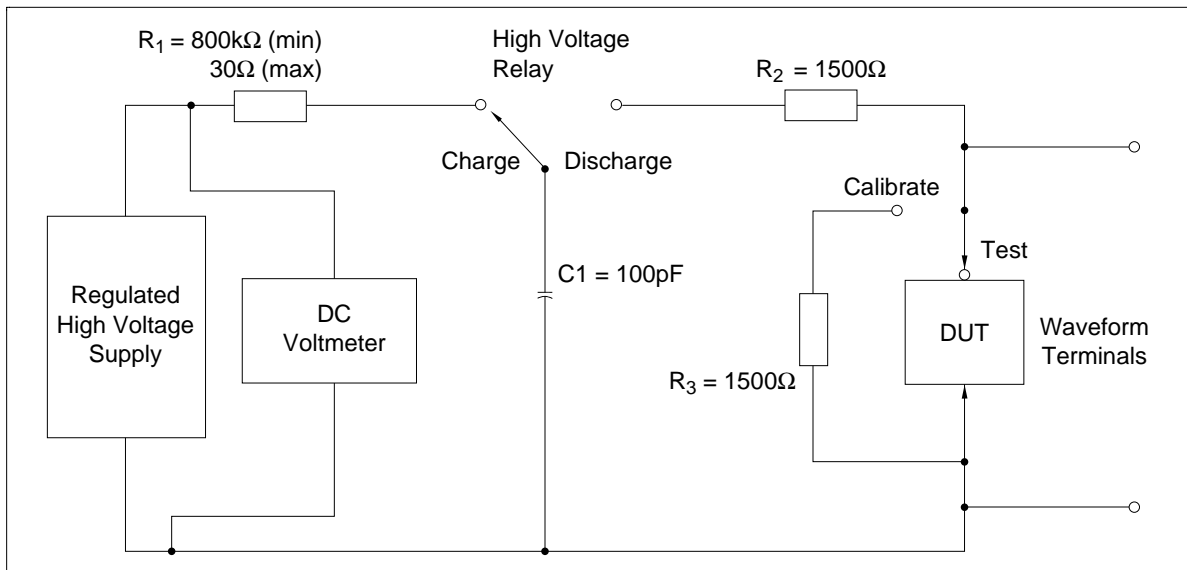 R1 = 800kΩ (min)
30Ω (max)
High Voltage
Relay
R2 = 1500Ω
Charge
Discharge
Calibrate
Test
C1 = 100pF
Regulated
High Voltage
Supply
DC
Voltmeter
DUT
Waveform
Terminals
R3 = 1500Ω